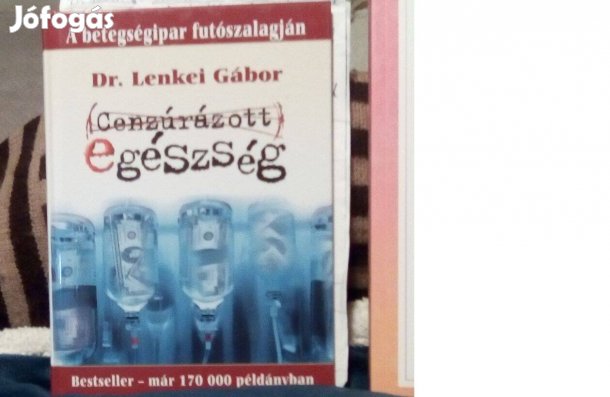 Jófogás
A betegségipar futószalagján
Dr. Lenkei Gábor
(Cenzúrázott)
egészség
Bestseller - már 170 000 példányban